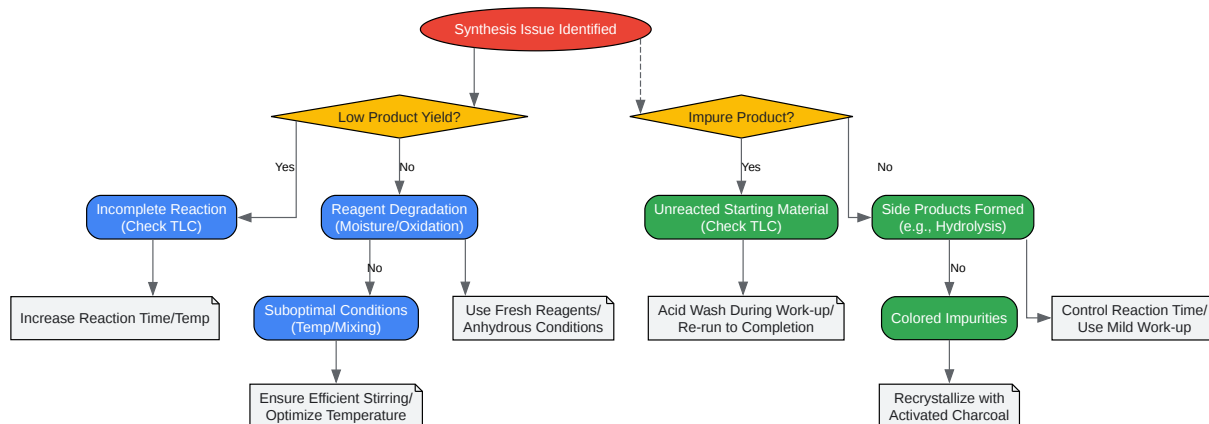 Synthesis Issue Identified
Low Product Yield?
Impure Product?
Yes
No
Yes
No
Incomplete Reaction
(Check TLC)
Reagent Degradation
(Moisture/Oxidation)
Unreacted Starting Material
(Check TLC)
Side Products Formed
(e.g., Hydrolysis)
No
No
Increase Reaction Time/Temp
Suboptimal Conditions
(Temp/Mixing)
Use Fresh Reagents/
Anhydrous Conditions
Acid Wash During Work-up/
Re-run to Completion
Colored Impurities
Control Reaction Time/
Use Mild Work-up
Ensure Efficient Stirring/
Optimize Temperature
Recrystallize with
Activated Charcoal